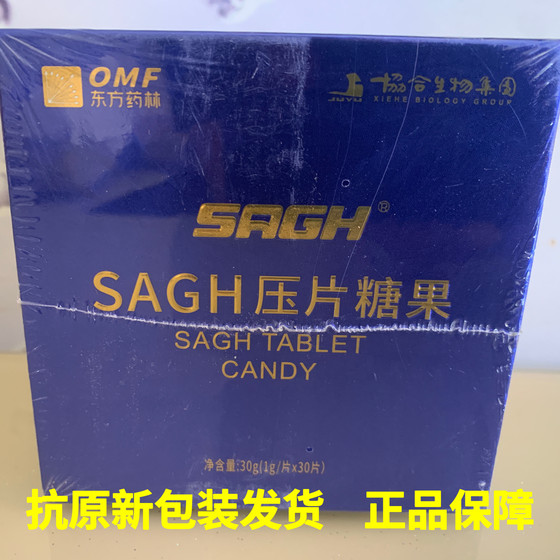 OMF
东方药林
JOYU
協合生物集團
XIEHE BIOLOGY GROUP
SAGH®
SAGH压片糖果
SAGH TABLET
CANDY
净含量:30g(1g/片x30片)
抗原新包装发货 正品保障